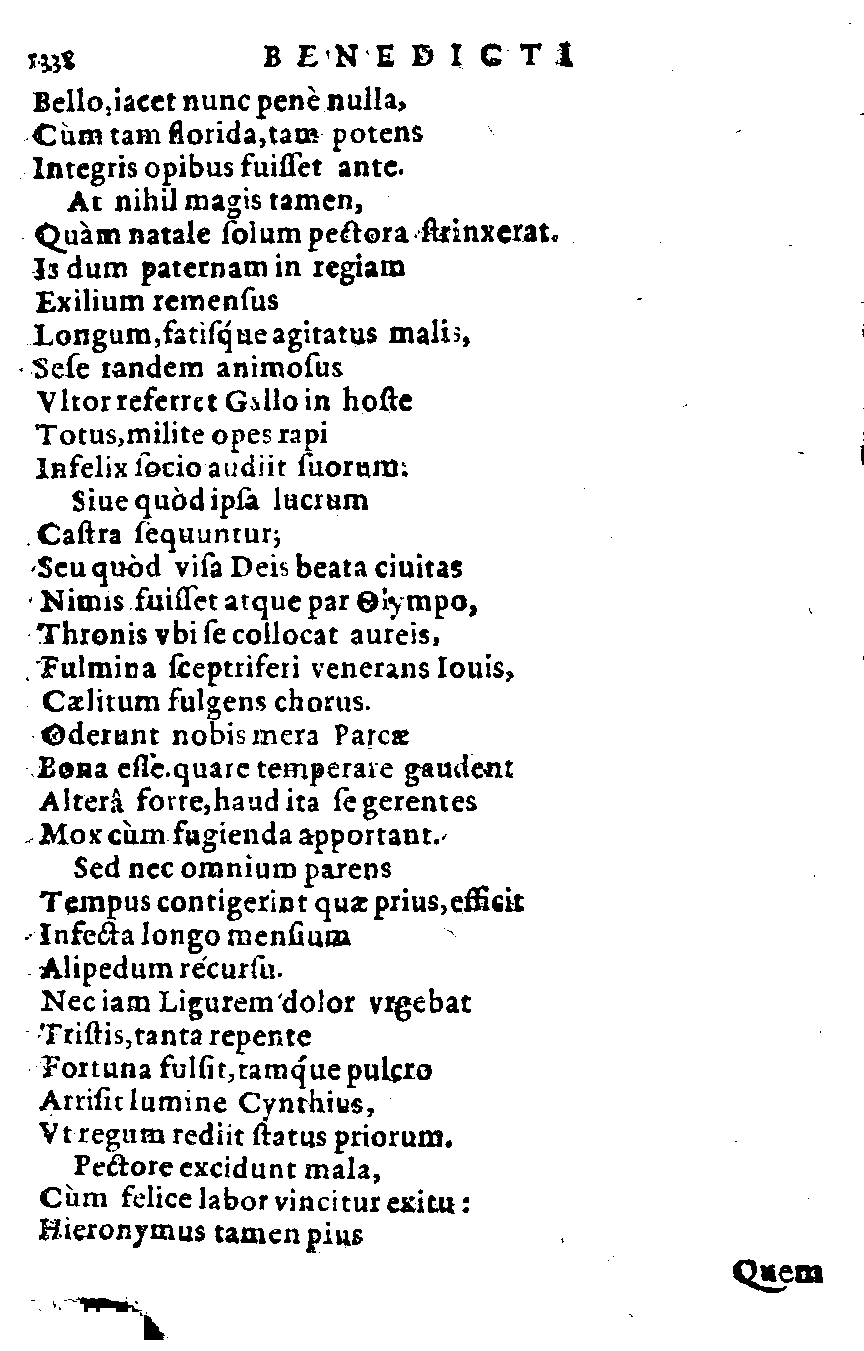 1338 BENEDICTI
Bello, iacet nunc penè nulla,
Cùm tam florida, tam potens
Integris opibus fuiſſet ante.
At nihil magis tamen,
Quàm natale ſolum pectora ſtrinxerat.
Is dum paternam in regiam
Exilium remenſus
Longum, fatiſq́ue agitatus malis,
Seſe tandem animoſus
Vltor referret Gallo in hoſte
Totus, milite opes rapi
Infelix ſocio audiit ſuorum:
Siue quòd ipſa lucrum
Caſtra ſequuntur;
Seu quòd viſa Deis beata ciuitas
Nimis fuiſſet atque par Olympo,
Thronis vbi ſe collocat aureis,
Fulmina ſceptriferi venerans Iouis,
Cælitum fulgens chorus.
Oderunt nobis mera Parcæ
Bona eſſe. quare temperare gaudent
Alterâ ſorte, haud ita ſe gerentes
Mox cùm fugienda apportant.
Sed nec omnium parens
Tempus contigerint quæ prius, efficit
Infecta longo menſium
Alipedum récurſu.
Nec iam Ligurem dolor vrgebat
Triſtis, tanta repente
Fortuna fulſit, tamq́ue pulcro
Arriſit lumine Cynthius,
Vt regum rediit ſtatus priorum.
Pectore excidunt mala,
Cùm felice labor vincitur exitu:
Hieronymus tamen pius
Quem